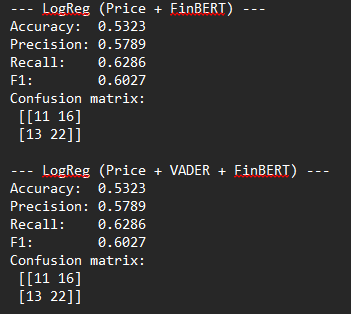 --- LogReg (Price + FinBERT) ---
Accuracy:  0.5323
Precision: 0.5789
Recall:    0.6286
F1:        0.6027
Confusion matrix:
 [[11 16]
 [13 22]]

--- LogReg (Price + VADER + FinBERT) ---
Accuracy:  0.5323
Precision: 0.5789
Recall:    0.6286
F1:        0.6027
Confusion matrix:
 [[11 16]
 [13 22]]